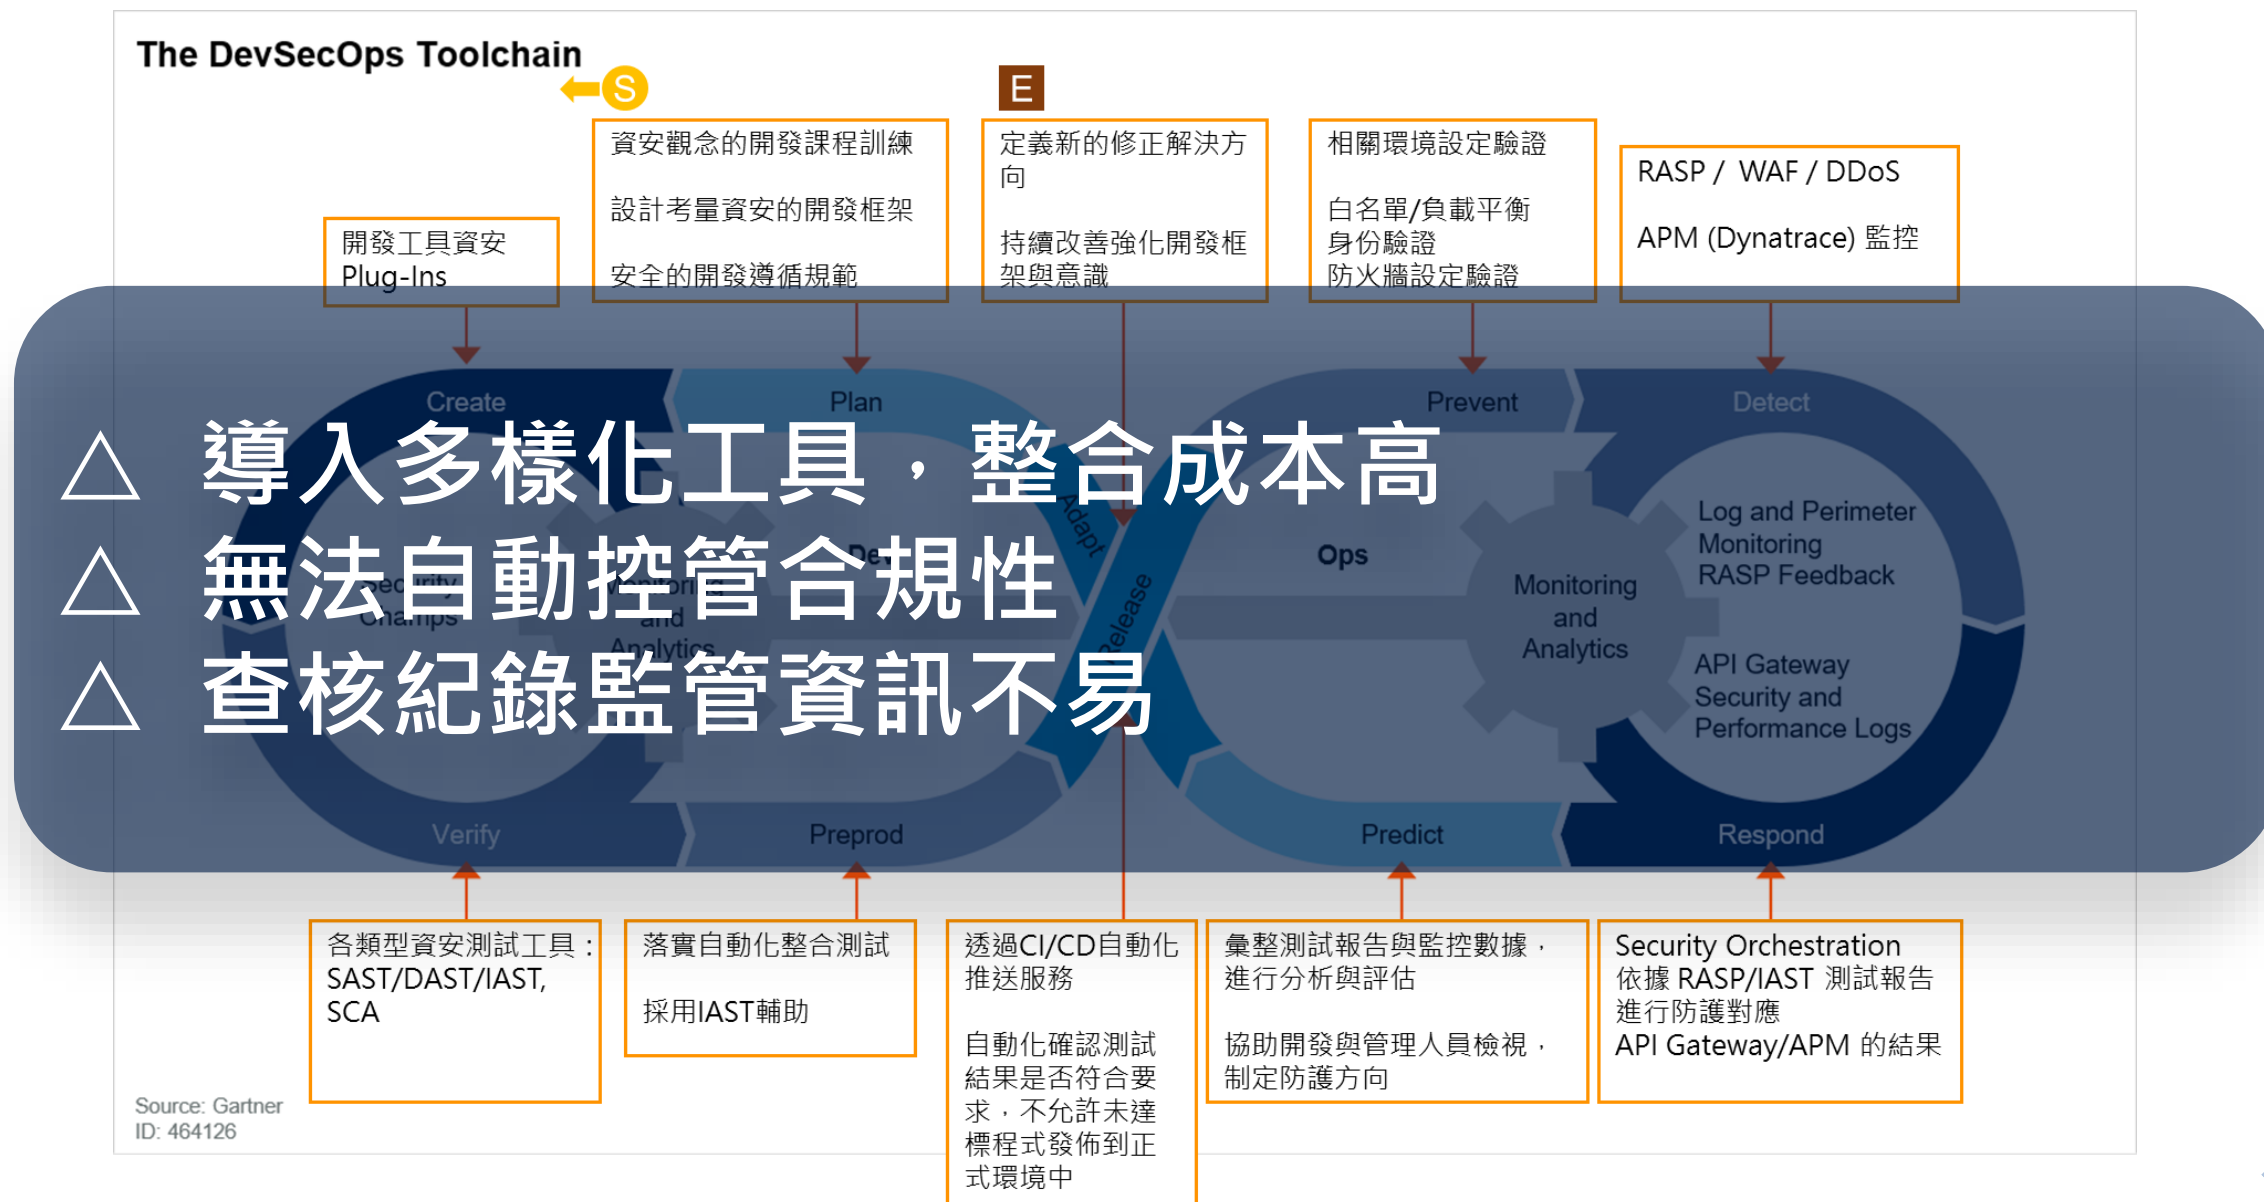 The DevSecOps Toolchain
S
E
開發工具資安
Plug-Ins
資安觀念的開發課程訓練
設計考量資安的開發框架
安全的開發遵循規範
定義新的修正解決方
向
持續改善強化開發框
架與意識
相關環境設定驗證
白名單/負載平衡
身份驗證
防火牆設定驗證
RASP / WAF / DDoS
APM (Dynatrace) 監控
Create
Plan
Prevent
Detect
△ 導入多樣化工具，整合成本高
△ 無法自動控管合規性
△ 查核紀錄監管資訊不易
Adapt
Release
Dev
Security
Champs
Monitoring
and
Analytics
Ops
Monitoring
and
Analytics
Log and Perimeter
Monitoring
RASP Feedback
API Gateway
Security and
Performance Logs
Verify
Preprod
Predict
Respond
各類型資安測試工具：
SAST/DAST/IAST,
SCA
落實自動化整合測試
採用IAST輔助
透過CI/CD自動化
推送服務
自動化確認測試
結果是否符合要
求，不允許未達
標程式發佈到正
式環境中
彙整測試報告與監控數據，
進行分析與評估
協助開發與管理人員檢視，
制定防護方向
Security Orchestration
依據 RASP/IAST 測試報告
進行防護對應
API Gateway/APM 的結果
Source: Gartner
ID: 464126